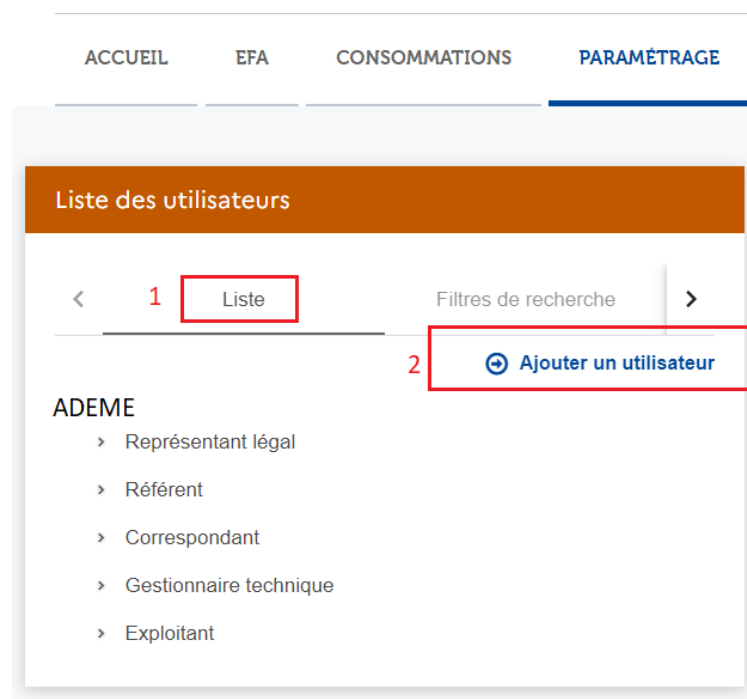 ACCUEIL EFA CONSOMMATIONS PARAMÉTRAGE
Liste des utilisateurs
1 Liste Filtres de recherche
2 Ajouter un utilisateur
ADEME
Représentant légal
Référent
Correspondant
Gestionnaire technique
Exploitant